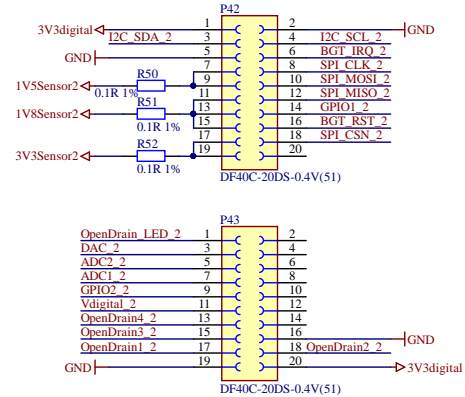 P42
3V3digital 1 2 GND
I2C_SDA_2 3 4 I2C_SCL_2
GND 5 6 BGT_IRQ_2
7 8 SPI_CLK_2
1V5Sensor2 R50 0.1R 1% 9 10 SPI_MOSI_2
11 12 SPI_MISO_2
1V8Sensor2 R51 0.1R 1% 13 14 GPIO1_2
15 16 BGT_RST_2
17 18 SPI_CSN_2
3V3Sensor2 R52 0.1R 1% 19 20
DF40C-20DS-0.4V(51)
P43
OpenDrain_LED_2 1 2
DAC_2 3 4
ADC2_2 5 6
ADC1_2 7 8
GPIO2_2 9 10
Vdigital_2 11 12
OpenDrain4_2 13 14
OpenDrain3_2 15 16 GND
OpenDrain1_2 17 18 OpenDrain2_2
GND 19 20 3V3digital
DF40C-20DS-0.4V(51)